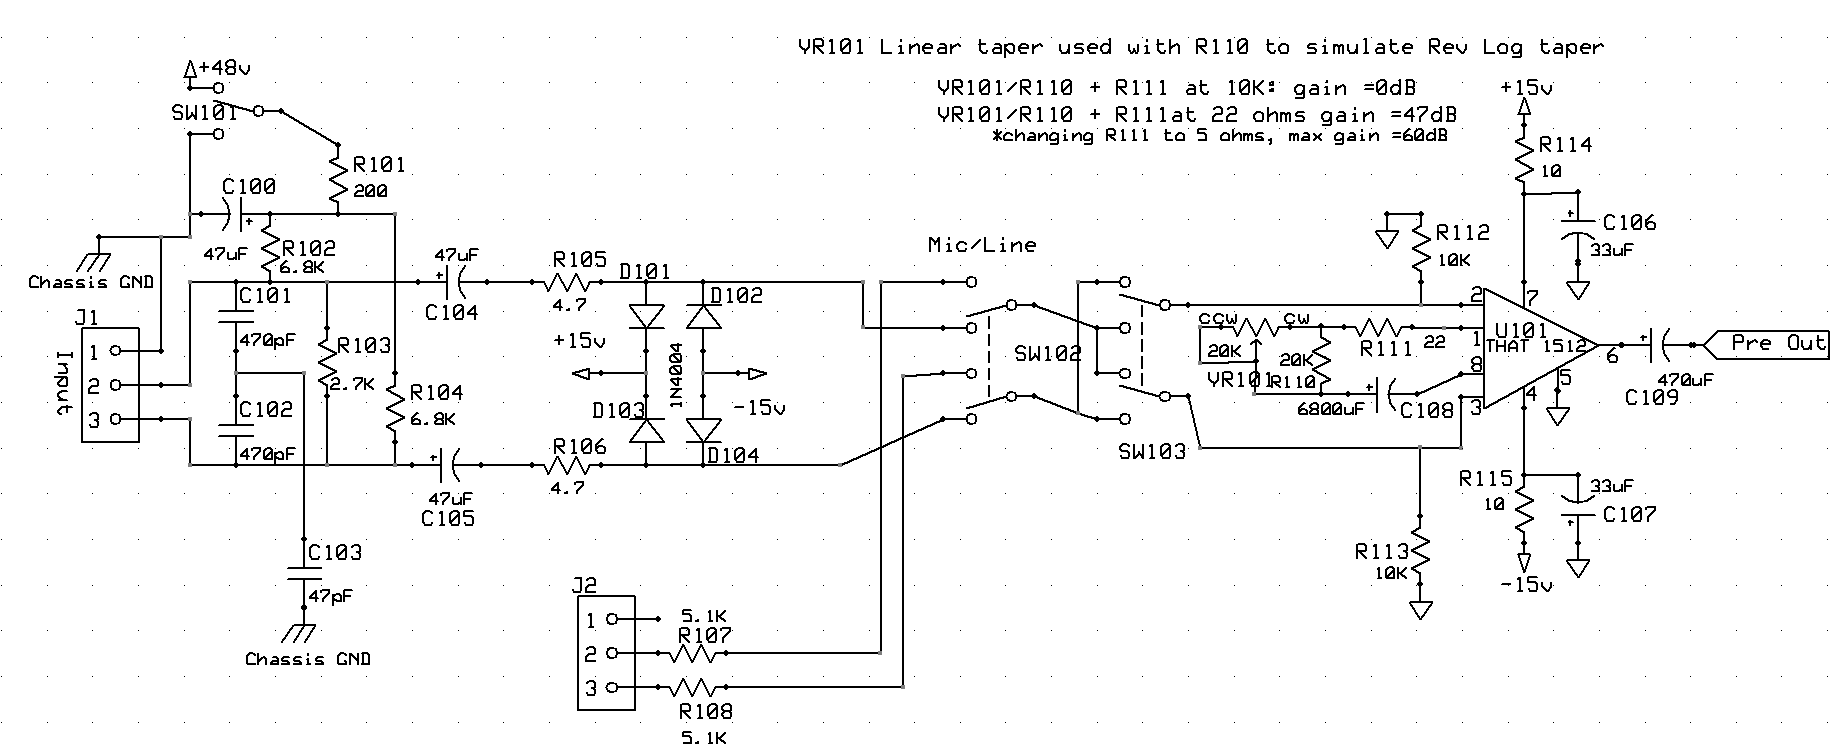 VR101 Linear taper used with R110 to simulate Rev Log taper
VR101/R110 + R111 at 10K: gain =0dB
VR101/R110 + R111at 22 ohms gain =47dB
*changing R111 to 5 ohms, max gain =60dB
+48v
SW101
R101
200
C100
+
47uF
R102
6.8K
Chassis GND
J1
Input
1
2
3
C101
470pF
C102
470pF
R103
2.7K
R104
6.8K
C103
47pF
Chassis GND
47uF
+
C104
+
47uF
C105
R105
4.7
R106
4.7
D101
D102
+15v
1N4004
-15v
D103
D104
J2
1
2
3
5.1K
R107
R108
5.1K
Mic/Line
SW102
SW103
CCW
CW
20K
VR101
20K
R110
R111
22
+
6800uF
C108
R112
10K
R113
10K
+15v
R114
10
+
C106
33uF
2
7
1
8
3
U101
THAT 1512
6
5
4
+
470uF
C109
Pre Out
R115
10
33uF
C107
+
-15v